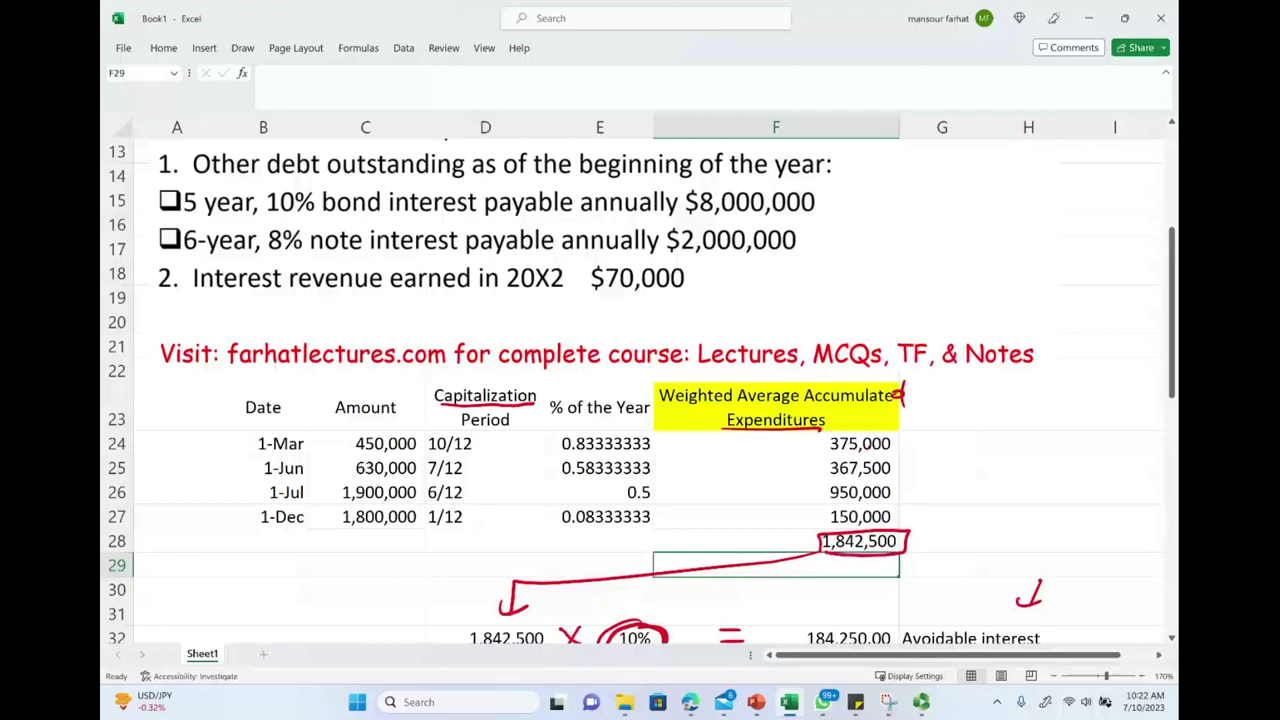 Book1 - Excel
Search
mansour farhat
MF
File Home Insert Draw Page Layout Formulas Data Review View Help
Comments
Share
F29
fx
A B C D E F G H I
13
1. Other debt outstanding as of the beginning of the year:
14
15 5 year, 10% bond interest payable annually $8,000,000
16
17 6-year, 8% note interest payable annually $2,000,000
18 2. Interest revenue earned in 20X2 $70,000
19
20
21 Visit: farhatlectures.com for complete course: Lectures, MCQs, TF, & Notes
22
Capitalization Weighted Average Accumulated
23 Date Amount Period % of the Year Expenditures
24 1-Mar 450,000 10/12 0.83333333 375,000
25 1-Jun 630,000 7/12 0.58333333 367,500
26 1-Jul 1,900,000 6/12 0.5 950,000
27 1-Dec 1,800,000 1/12 0.08333333 150,000
28 1,842,500
29
30
31
32 1,842,500 x 10% = 184,250.00 Avoidable interest
Sheet1
Ready Accessibility: Investigate
Display Settings
170%
USD/JPY
-0.32%
Search
6
99+
10:22 AM
7/10/2023